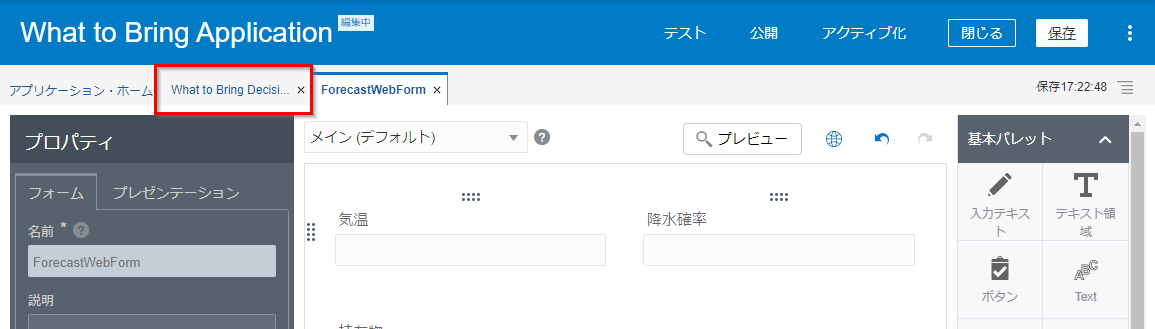 What to Bring Application 編集中
テスト 公開 アクティブ化 閉じる 保存
アプリケーション・ホーム What to Bring Decisi... × ForecastWebForm × 保存17:22:48
プロパティ
メイン (デフォルト) ?
プレビュー
基本パレット
フォーム プレゼンテーション
名前 * ?
ForecastWebForm
説明
気温
降水確率
入力テキス
ト
テキスト領
域
ボタン
ABC
Text